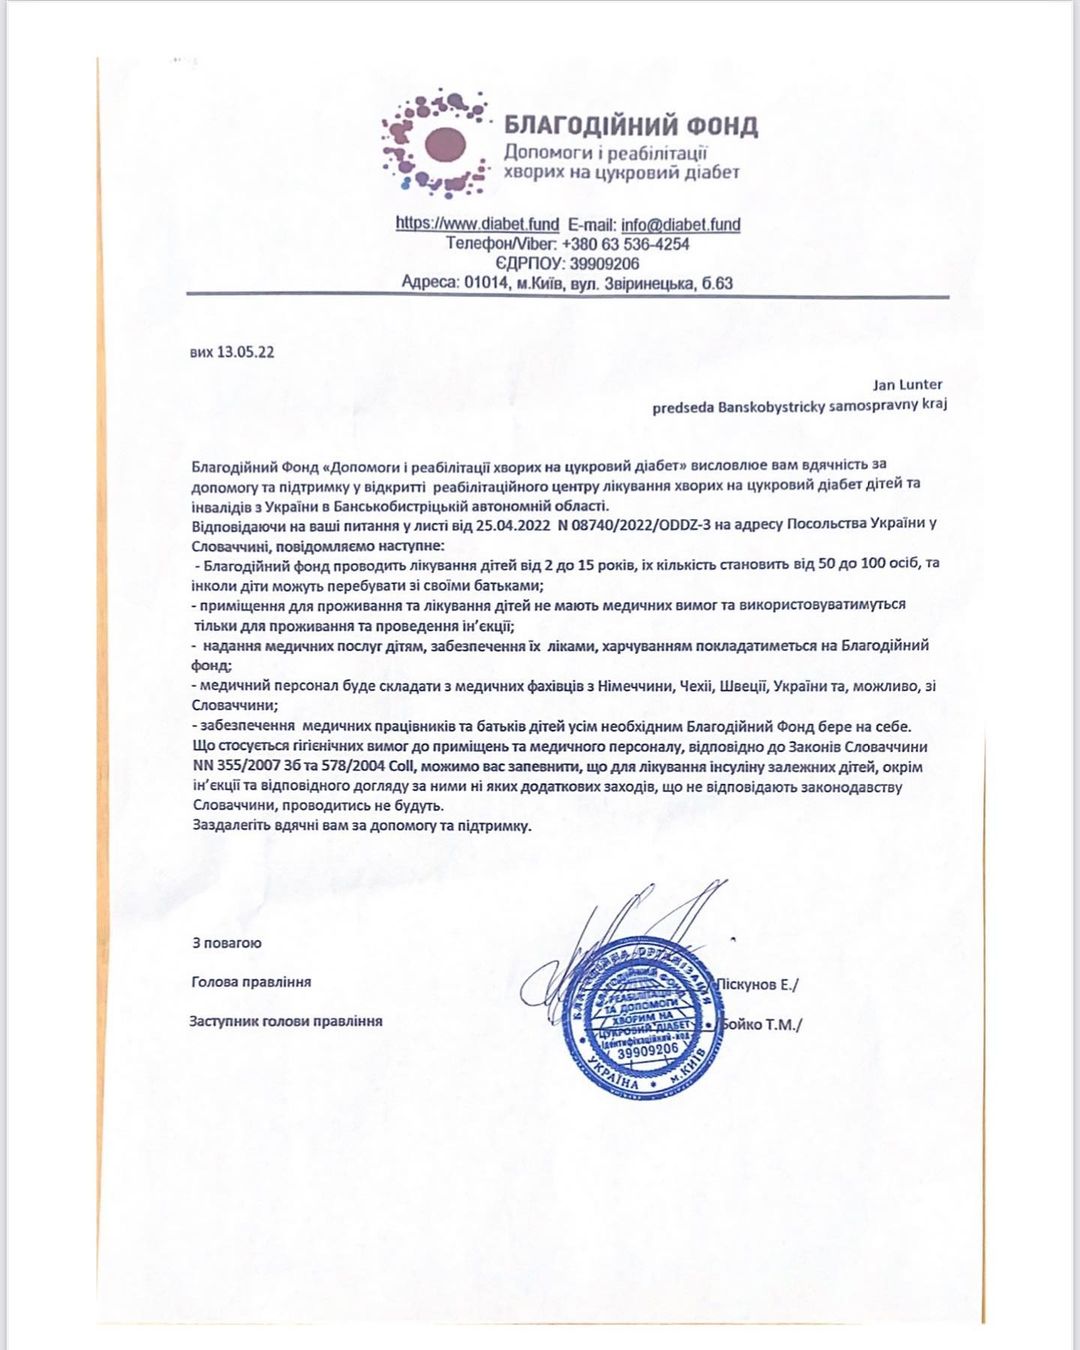 БЛАГОДІЙНИЙ ФОНД
Допомоги і реабілітації
хворих на цукровий діабет
https://www.diabet.fund E-mail: info@diabet.fund
Телефон/Viber: +380 63 536-4254
ЄДРПОУ: 39909206
Адреса: 01014, м.Київ, вул. Звіринецька, б.63
вих 13.05.22
Jan Lunter
predseda Banskobystricky samospravny kraj
Благодійний Фонд «Допомоги і реабілітації хворих на цукровий діабет» висловлює вам вдячність за
допомогу та підтримку у відкритті реабілітаційного центру лікування хворих на цукровий діабет дітей та
інвалідів з України в Банськобистріцькій автономній області.
Відповідаючи на ваші питання у листі від 25.04.2022 N 08740/2022/ODDZ-3 на адресу Посольства України у
Словаччині, повідомляємо наступне:
- Благодійний фонд проводить лікування дітей від 2 до 15 років, іх кількість становить від 50 до 100 осіб, та
інколи діти можуть перебувати зі своїми батьками;
- приміщення для проживання та лікування дітей не мають медичних вимог та використовуватимуться
тільки для проживання та проведення ін’єкції;
- надання медичних послуг дітям, забезпечення їх ліками, харчуванням покладатиметься на Благодійний
фонд;
- медичний персонал буде складати з медичних фахівців з Німеччини, Чехіі, Швеції, України та, можливо, зі
Словаччини;
- забезпечення медичних працівників та батьків дітей усім необхідним Благодійний Фонд бере на себе.
Що стосується гігієнічних вимог до приміщень та медичного персоналу, відповідно до Законів Словаччини
NN 355/2007 Зб та 578/2004 Coll, можимо вас запевнити, що для лікування інсуліну залежних дітей, окрім
ін’єкції та відповідного догляду за ними ні яких додаткових заходів, що не відповідають законодавству
Словаччини, проводитись не будуть.
Заздалегіть вдячні вам за допомогу та підтримку.
З повагою
Голова правління
Піскунов Е./
Заступник голови правління
/Бойко Т.М./
БЛАГОДІЙНА ОРГАНІЗАЦІЯ
БЛАГОДІЙНИЙ ФОНД
РЕАБІЛІТАЦІЇ
ТА ДОПОМОГИ
ХВОРИМ НА
ЦУКРОВИЙ ДІАБЕТ
Ідентифікаційний код
39909206
УКРАЇНА * м.КИЇВ